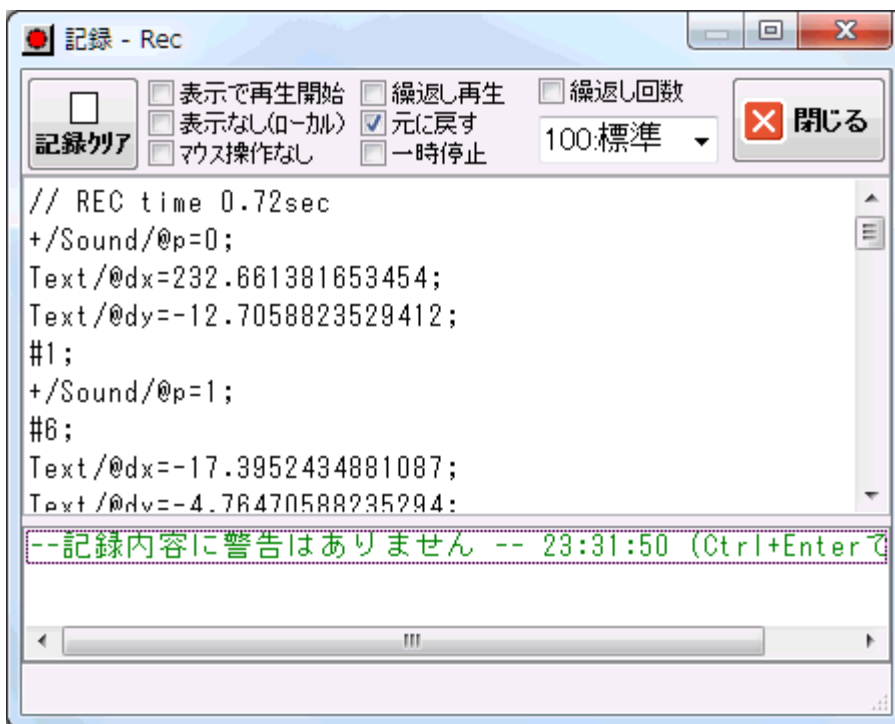 記録 - Rec
記録クリア
表示で再生開始
表示なし(ローカル)
マウス操作なし
繰返し再生
元に戻す
一時停止
繰返し回数
100:標準
閉じる
// REC time 0.72sec
+/Sound/@p=0;
Text/@dx=232.661381653454;
Text/@dy=-12.7058823529412;
#1;
+/Sound/@p=1;
#6;
Text/@dx=-17.3952434881087;
Text/@dy=-4.76470588235294;
--記録内容に警告はありません -- 23:31:50 (Ctrl+Enterで